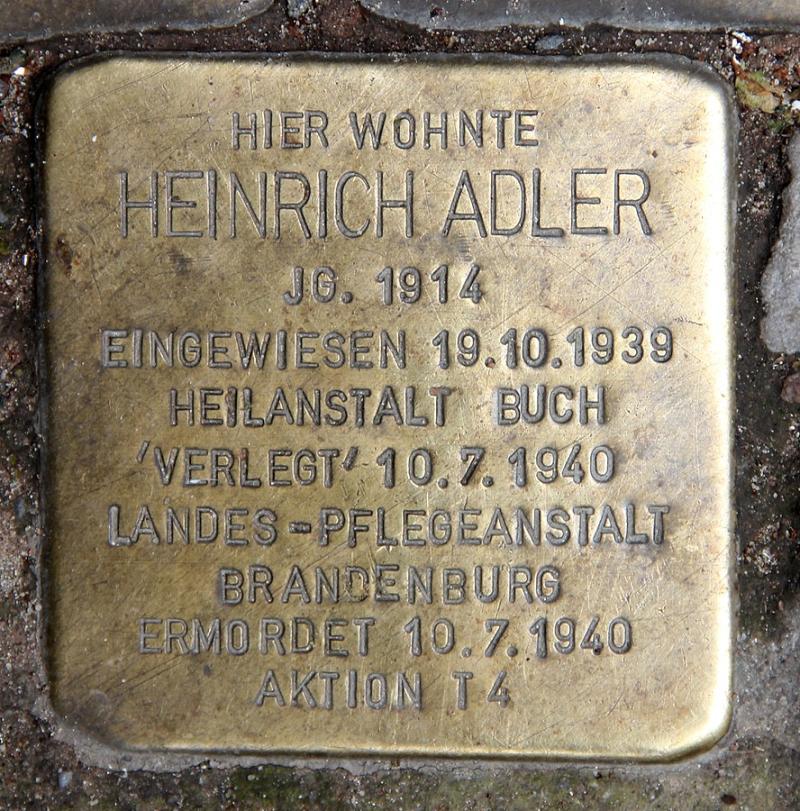 HIER WOHNTE
HEINRICH ADLER
JG. 1914
EINGEWIESEN 19.10.1939
HEILANSTALT BUCH
'VERLEGT' 10.7.1940
LANDES-PFLEGEANSTALT
BRANDENBURG
ERMORDET 10.7.1940
AKTION T4